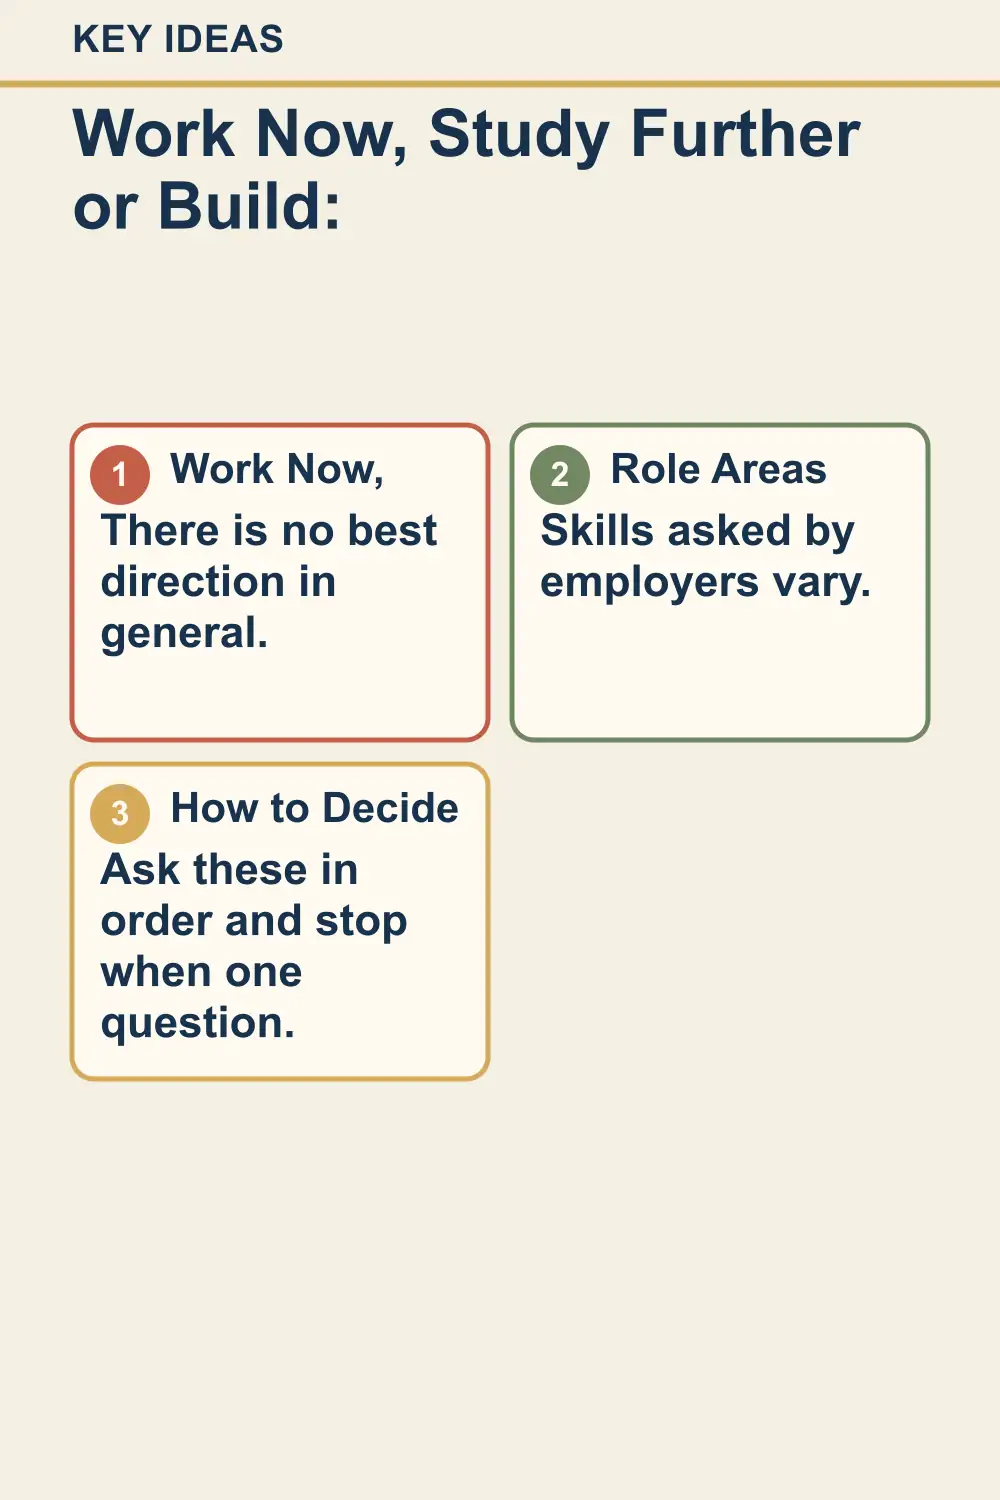 KEY IDEAS
Work Now, Study Further
or Build:
1 Work Now,
There is no best
direction in
general.
2 Role Areas
Skills asked by
employers vary.
3 How to Decide
Ask these in
order and stop
when one
question.